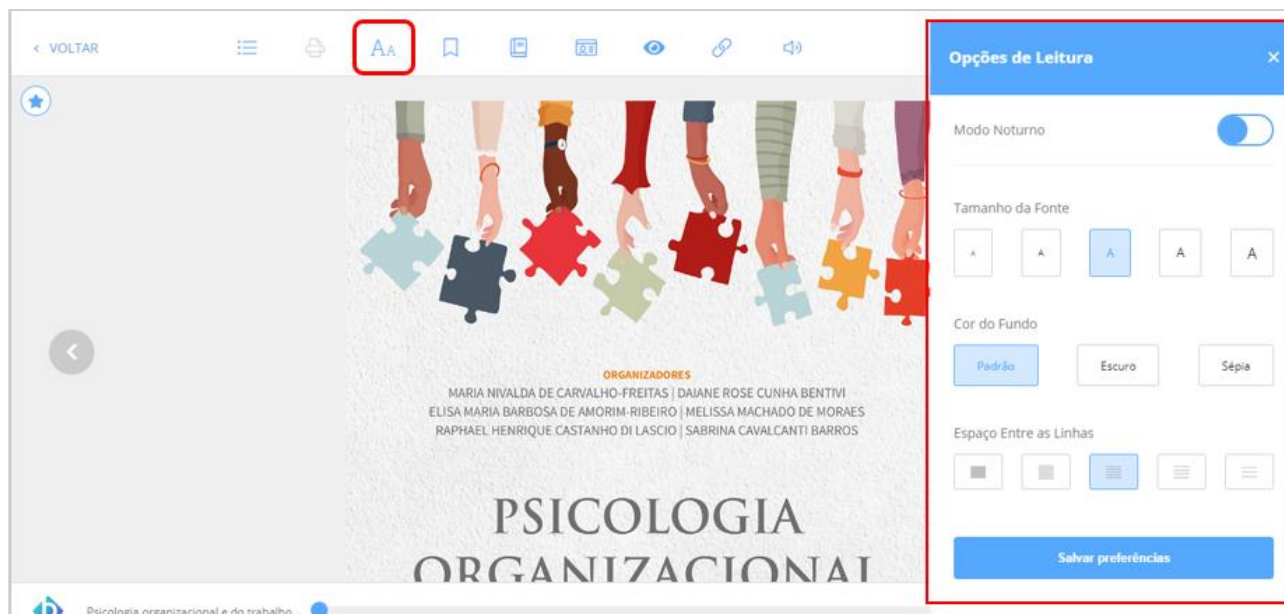 VOLTAR
AA
Opções de Leitura
Modo Noturno
Tamanho da Fonte
A A A A A
Cor do Fundo
Padrão Escuro Sépia
Espaço Entre as Linhas
Salvar preferências
ORGANIZADORES
MARIA NIVALDA DE CARVALHO-FREITAS | DAIANE ROSE CUNHA BENTIVI
ELISA MARIA BARBOSA DE AMORIM-RIBEIRO | MELISSA MACHADO DE MORAES
RAPHAEL HENRIQUE CASTANHO DI LASCIO | SABRINA CAVALCANTI BARROS
PSICOLOGIA
ORGANIZACIONAL
Psicologia organizacional e do trabalho...